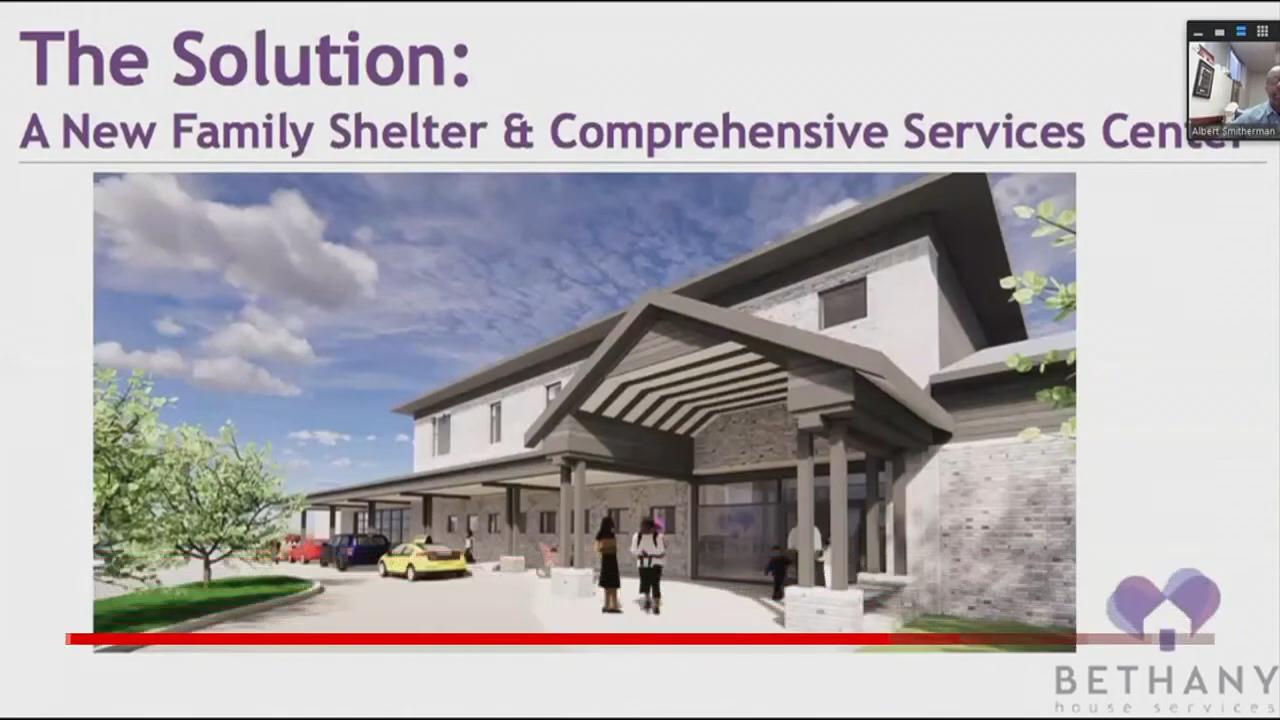 The Solution:
A New Family Shelter & Comprehensive Services Center
Albert Smitherman
BETHANY
house services